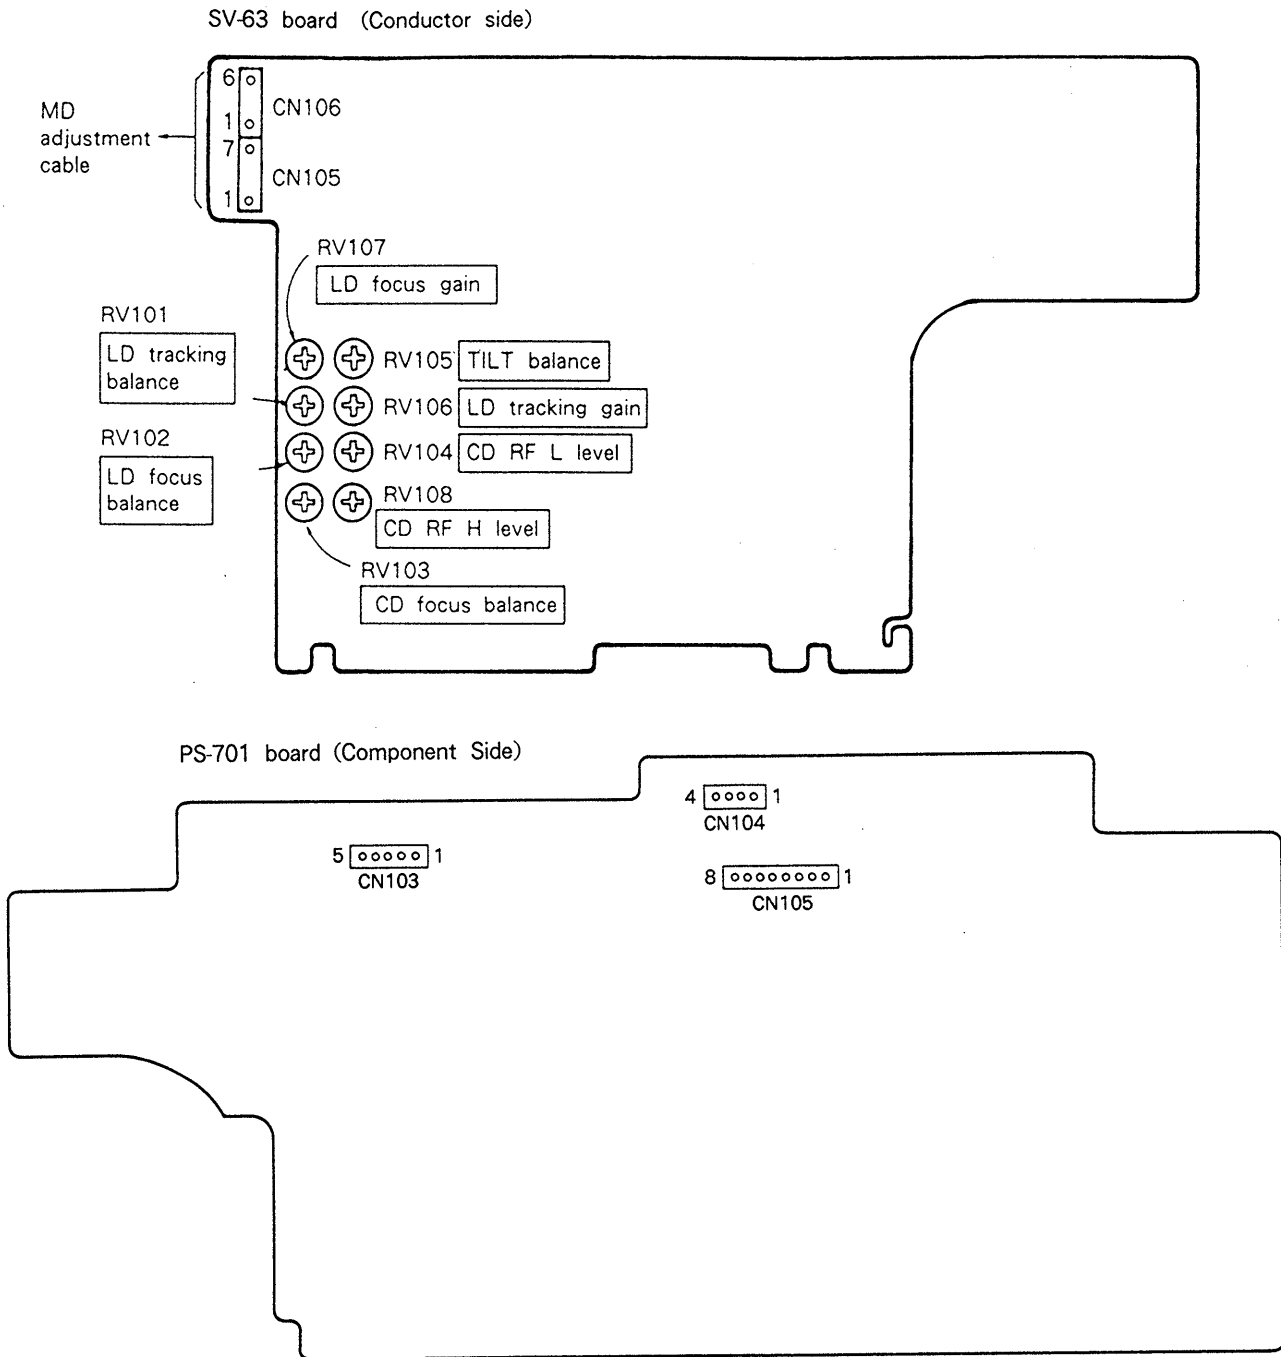 SV-63 board (Conductor side)
6
CN106
1
MD
adjustment
cable
7
CN105
1
RV107
LD focus gain
RV101
LD tracking
balance
RV105 TILT balance
RV106 LD tracking gain
RV102
LD focus
balance
RV104 CD RF L level
RV108
CD RF H level
RV103
CD focus balance
PS-701 board (Component Side)
4 1
CN104
5 1
CN103
8 1
CN105